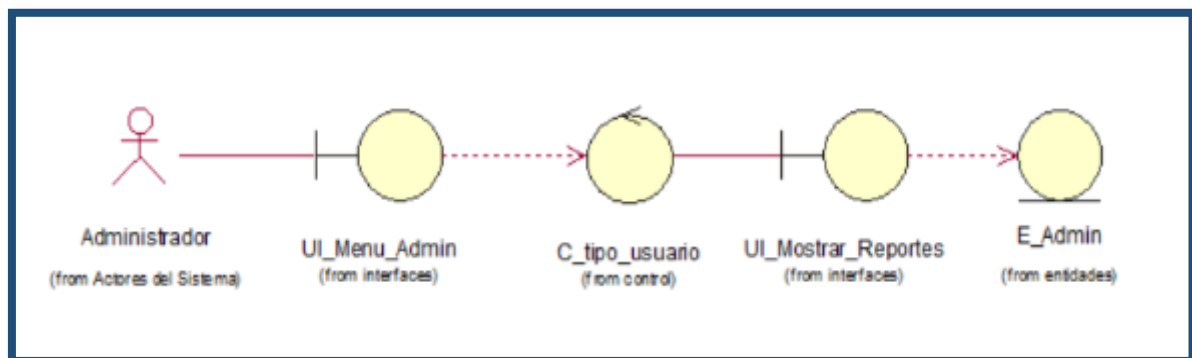 Administrador
(from Actores del Sistema)
UI_Menu_Admin
(from interfaces)
C_tipo_usuario
(from control)
UI_Mostrar_Reportes
(from interfaces)
E_Admin
(from entidades)